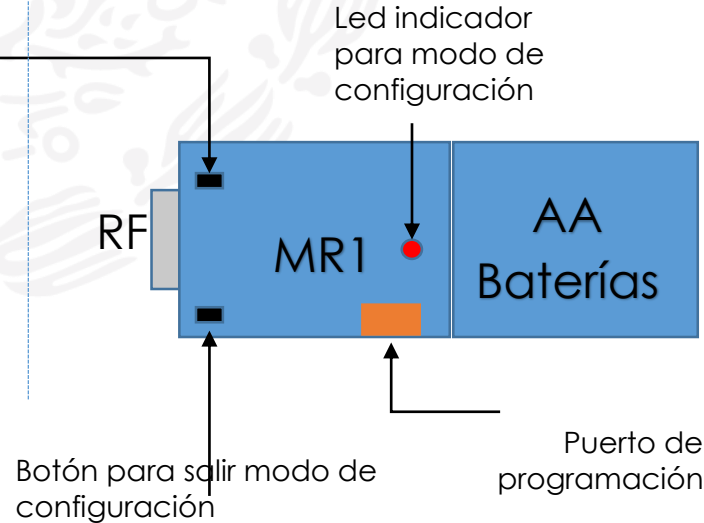 Led indicador
para modo de
configuración
RF
MR1
AA
Baterías
Puerto de
programación
Botón para salir modo de
configuración